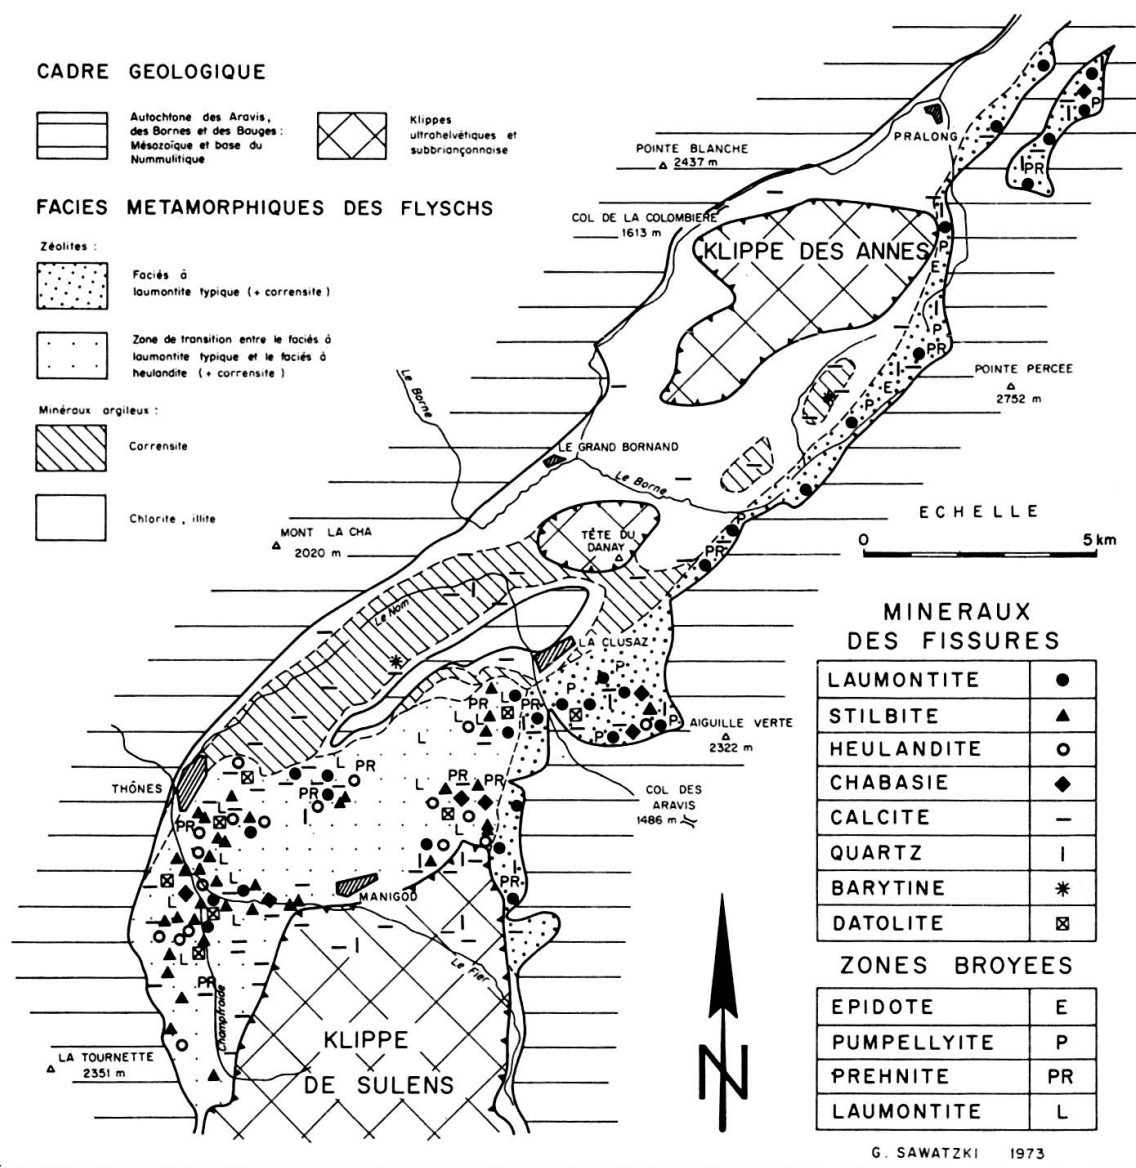 CADRE GEOLOGIQUE
Autochtone des Aravis,
des Bornes et des Bauges :
Mésozoïque et base du
Nummulitique
Klippes
ultrahelvétiques et
subbriançonnaise
FACIES METAMORPHIQUES DES FLYSCHS
Zéolites :
Faciés à
laumontite typique (+ corrensite)
Zone de transition entre le faciés à
laumontite typique et le faciés à
heulandite (+ corrensite)
Minéraux argileux :
Corrensite
Chlorite, illite
POINTE BLANCHE
2437 m
PRALONG
COL DE LA COLOMBIERE
1613 m
KLIPPE DES ANNES
POINTE PERCEE
2752 m
Le Borne
LE GRAND BORNAND
Le Borne
MONT LA CHA
2020 m
TÊTE DU
DANAY
ECHELLE
0 5 km
Le Nom
LA CLUSAZ
AIGUILLE VERTE
2322 m
THÔNES
COL DES
ARAVIS
1486 m
MANIGOD
Le Fier
Champfroide
KLIPPE
DE SULENS
LA TOURNETTE
2351 m
N
MINERAUX
DES FISSURES
LAUMONTITE
STILBITE
HEULANDITE
CHABASIE
CALCITE
QUARTZ
BARYTINE
DATOLITE
ZONES BROYEES
EPIDOTE E
PUMPELLYITE P
PREHNITE PR
LAUMONTITE L
G. SAWATZKI 1973